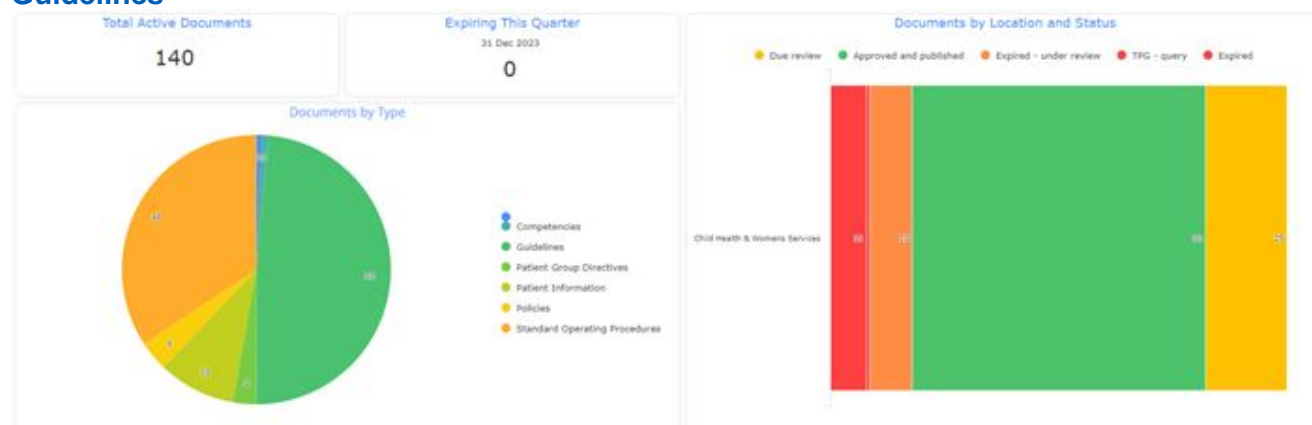 Guidelines
Total Active Documents
140
Expiring This Quarter
31 Dec 2023
0
Documents by Type
Competencies
Guidelines
Patient Group Directives
Patient Information
Policies
Standard Operating Procedures
Documents by Location and Status
Due review
Approved and published
Expired - under review
TPG - query
Expired
Child Health & Womens Services